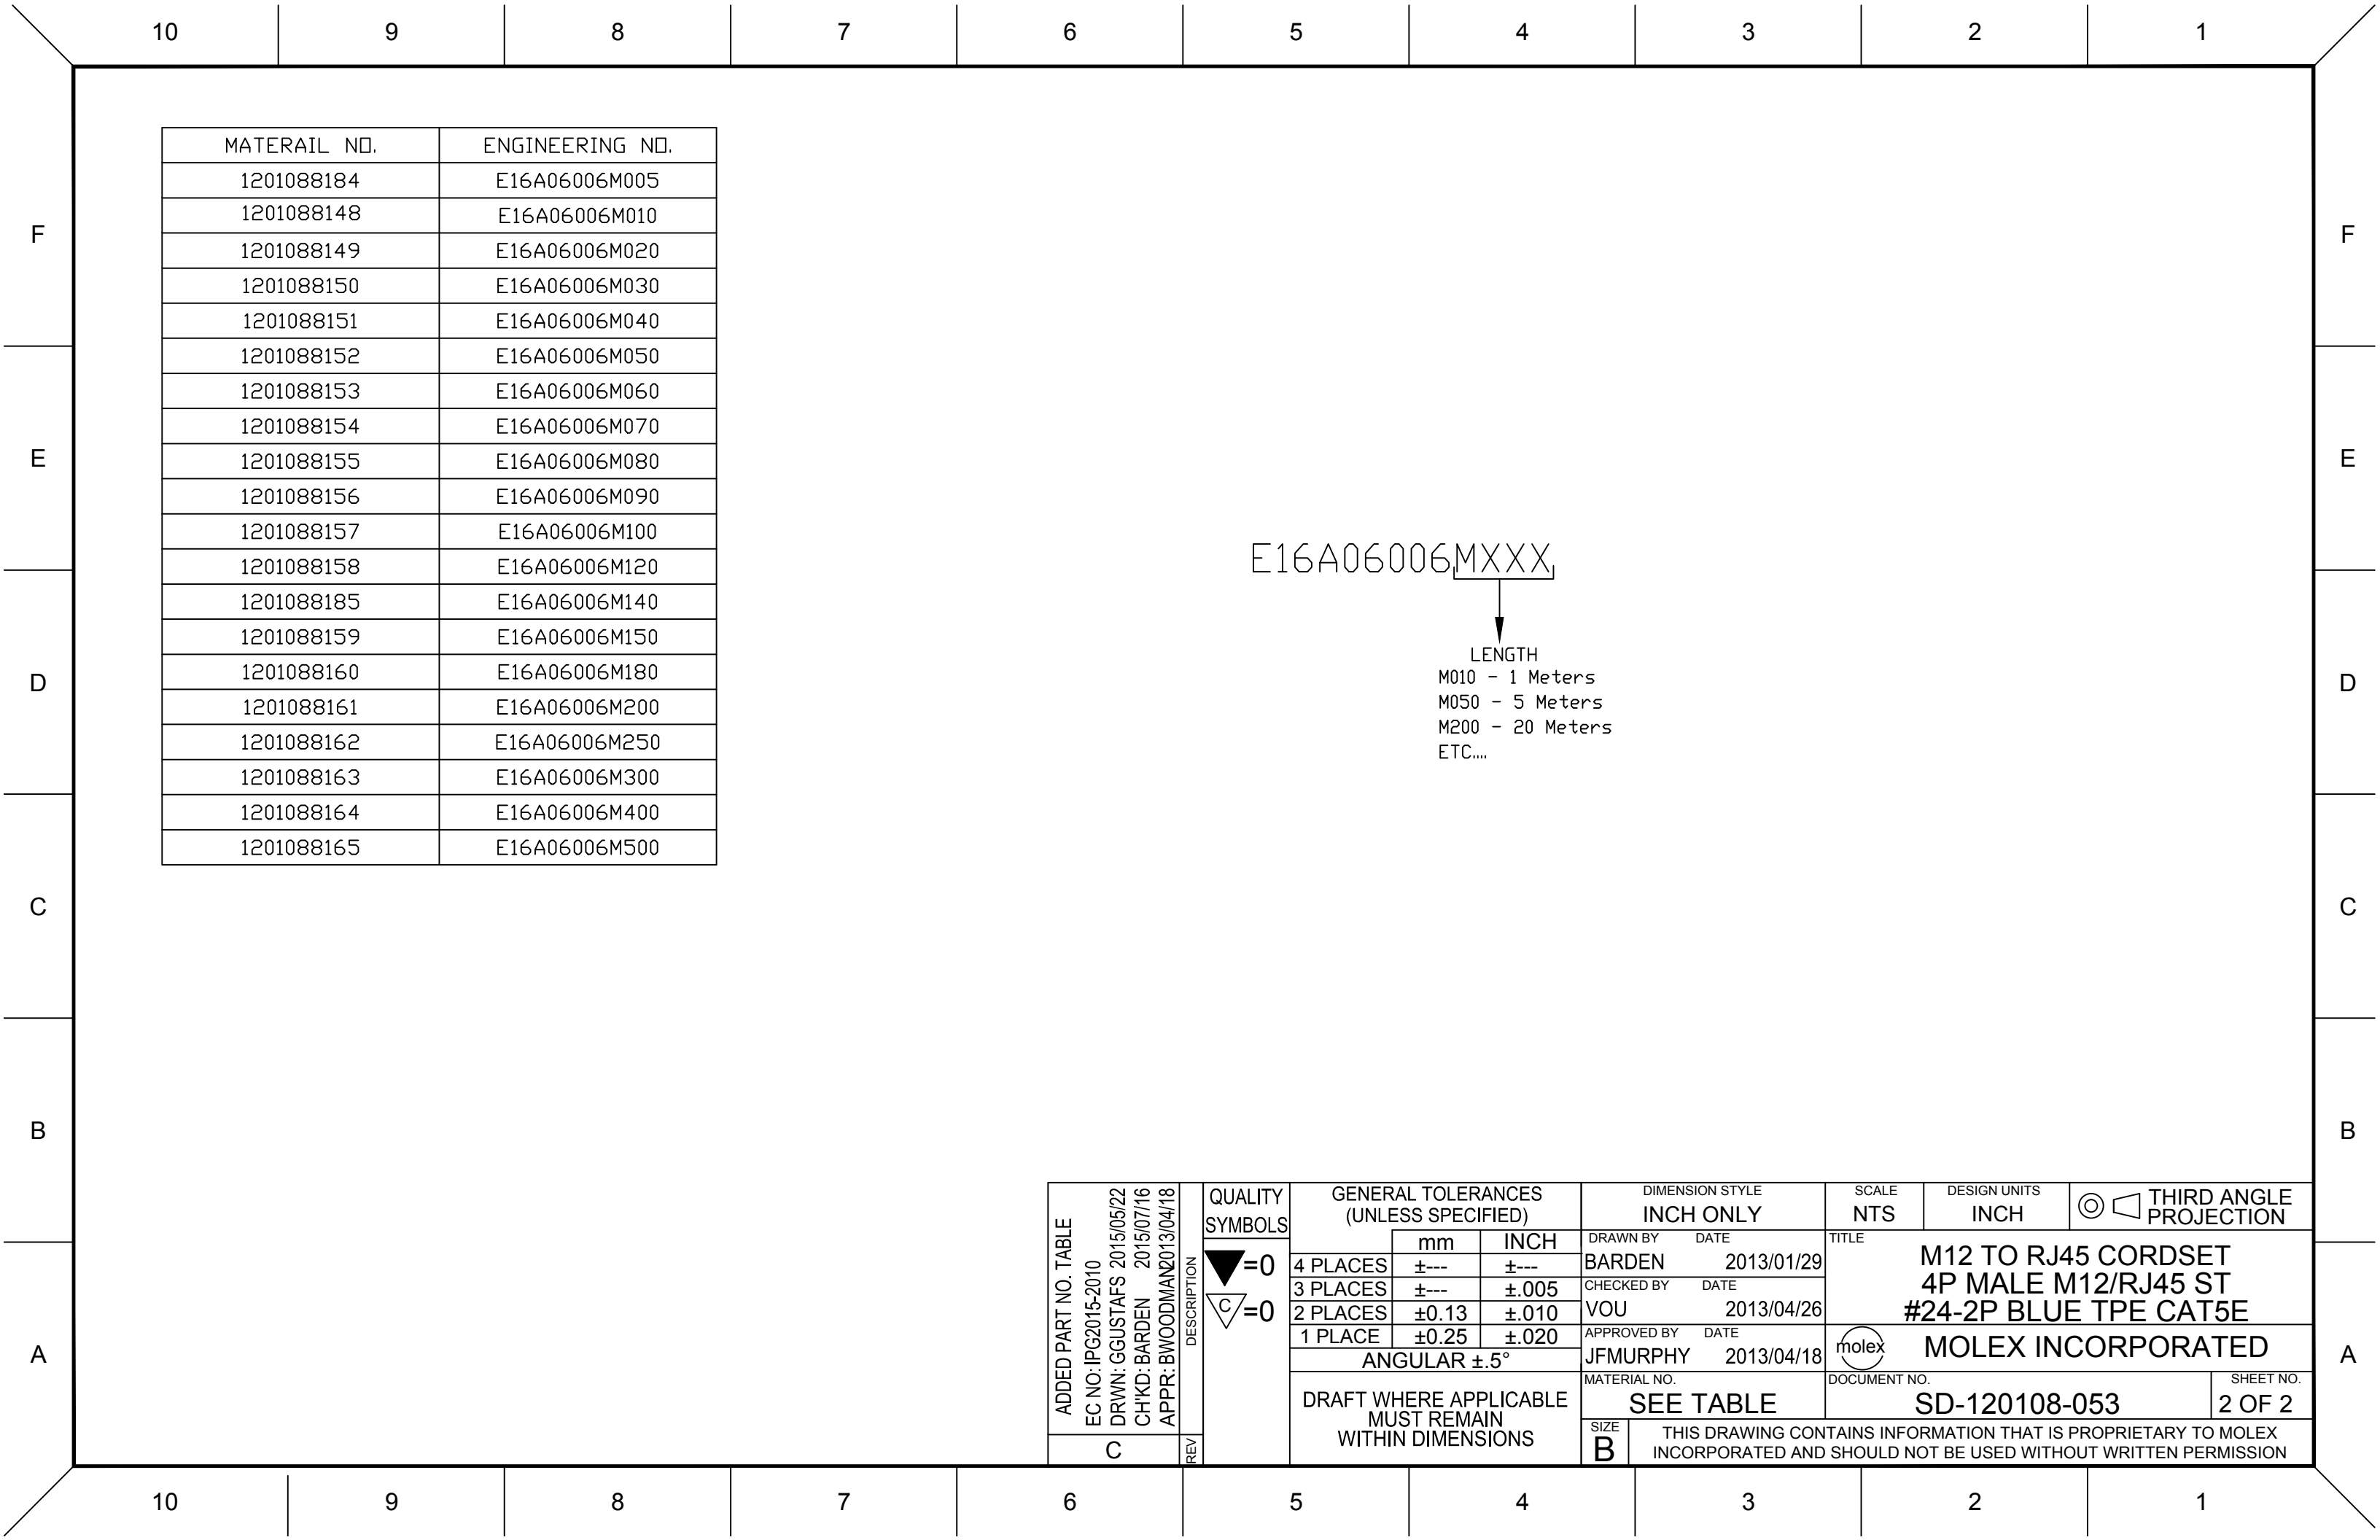 10 9 8 7 6 5 4 3 2 1
MATERAIL NO. ENGINEERING NO.
1201088184 E16A06006M005
1201088148 E16A06006M010
1201088149 E16A06006M020
1201088150 E16A06006M030
1201088151 E16A06006M040
1201088152 E16A06006M050
1201088153 E16A06006M060
1201088154 E16A06006M070
1201088155 E16A06006M080
1201088156 E16A06006M090
1201088157 E16A06006M100
1201088158 E16A06006M120
1201088185 E16A06006M140
1201088159 E16A06006M150
1201088160 E16A06006M180
1201088161 E16A06006M200
1201088162 E16A06006M250
1201088163 E16A06006M300
1201088164 E16A06006M400
1201088165 E16A06006M500
F
E
D
C
B
A
F
E
D
C
B
A
E16A06006MXXX
LENGTH
M010 - 1 Meters
M050 - 5 Meters
M200 - 20 Meters
ETC....
ADDED PART NO. TABLE
EC NO: IPG2015-2010
DRWN: GGUSTAFS 2015/05/22
CH'KD: BARDEN 2015/07/16
APPR: BWOODMAN 2013/04/18
C
DESCRIPTION
REV
QUALITY
SYMBOLS
=0
C =0
GENERAL TOLERANCES
(UNLESS SPECIFIED)
mm INCH
4 PLACES ±--- ±---
3 PLACES ±--- ±.005
2 PLACES ±0.13 ±.010
1 PLACE ±0.25 ±.020
ANGULAR ±.5°
DRAFT WHERE APPLICABLE
MUST REMAIN
WITHIN DIMENSIONS
DIMENSION STYLE
INCH ONLY
SCALE
NTS
DESIGN UNITS
INCH
THIRD ANGLE
PROJECTION
DRAWN BY DATE
BARDEN 2013/01/29
CHECKED BY DATE
VOU 2013/04/26
APPROVED BY DATE
JFMURPHY 2013/04/18
TITLE
M12 TO RJ45 CORDSET
4P MALE M12/RJ45 ST
#24-2P BLUE TPE CAT5E
molex MOLEX INCORPORATED
MATERIAL NO.
SEE TABLE
DOCUMENT NO.
SD-120108-053
SHEET NO.
2 OF 2
SIZE
B
THIS DRAWING CONTAINS INFORMATION THAT IS PROPRIETARY TO MOLEX
INCORPORATED AND SHOULD NOT BE USED WITHOUT WRITTEN PERMISSION
10 9 8 7 6 5 4 3 2 1